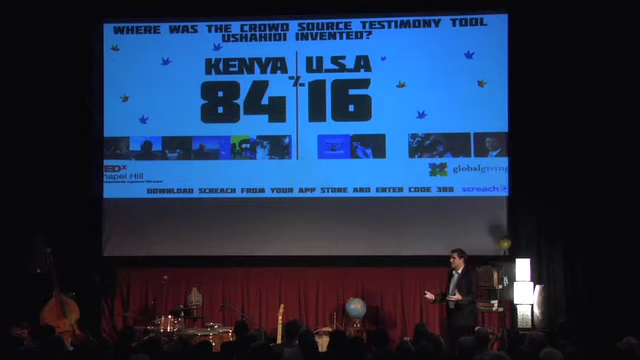 WHERE WAS THE CROWD SOURCE TESTIMONY TOOL
USHAHIDI INVENTED?
KENYA % U.S.A
84 16
TEDx
Chapel Hill
globalgiving
DOWNLOAD SCREACH FROM YOUR APP STORE AND ENTER CODE 388
screach